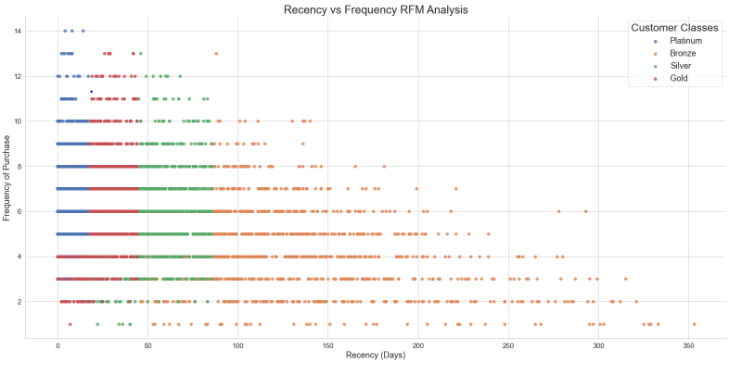 Recency vs Frequency RFM Analysis
Customer Classes
Platinum
Bronze
Silver
Gold
Frequency of Purchase
14
12
10
8
6
4
2
0
50
100
150
200
250
300
350
Recency (Days)